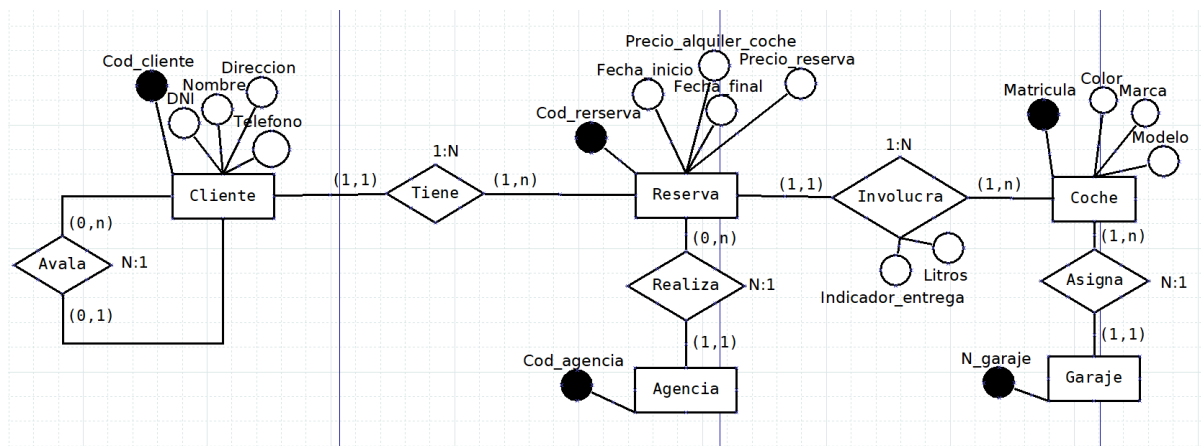 Cod_cliente
DNI
Nombre
Direccion
Telefono
Cliente
(0,n)
Avala
N:1
(0,1)
(1,1)
1:N
Tiene
(1,n)
Cod_rerserva
Fecha_inicio
Precio_alquiler_coche
Fecha_final
Precio_reserva
Reserva
(0,n)
Realiza
N:1
(1,1)
Cod_agencia
Agencia
(1,1)
1:N
Involucra
(1,n)
Indicador_entrega
Litros
Matricula
Color
Marca
Modelo
Coche
(1,n)
Asigna
N:1
(1,1)
N_garaje
Garaje